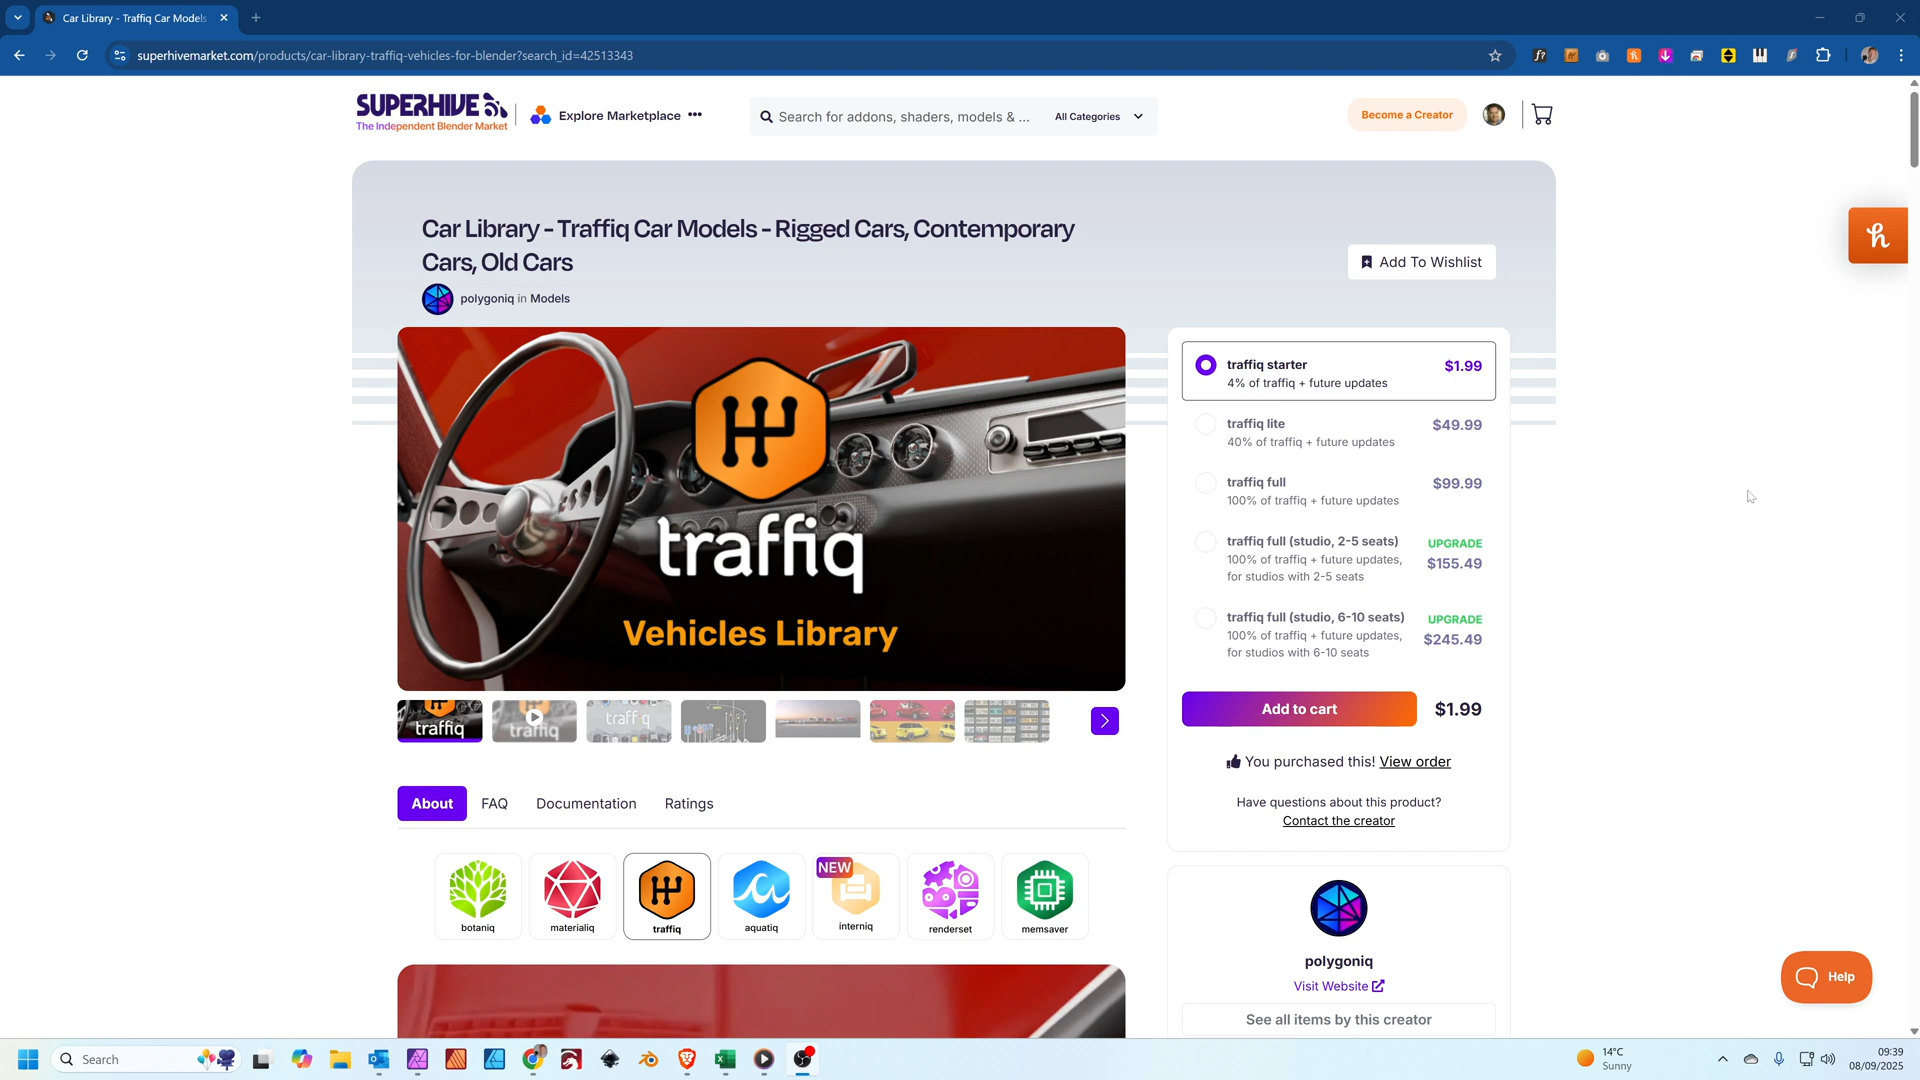 Car Library - Traffiq Car Models
superhivemarket.com/products/car-library-traffiq-vehicles-for-blender?search_id=42513343
SUPERHIVE
The Independent Blender Market
Explore Marketplace •••
Search for addons, shaders, models & ...
All Categories
Become a Creator
Car Library - Traffiq Car Models - Rigged Cars, Contemporary
Cars, Old Cars
polygoniq in Models
Add To Wishlist
traffiq
Vehicles Library
traffiq
traffiq
traffiq starter
$1.99
4% of traffiq + future updates
traffiq lite
$49.99
40% of traffiq + future updates
traffiq full
$99.99
100% of traffiq + future updates
traffiq full (studio, 2-5 seats)
UPGRADE
100% of traffiq + future updates,
$155.49
for studios with 2-5 seats
traffiq full (studio, 6-10 seats)
UPGRADE
100% of traffiq + future updates,
$245.49
for studios with 6-10 seats
Add to cart
$1.99
You purchased this! View order
Have questions about this product?
Contact the creator
About
FAQ
Documentation
Ratings
botaniq
materialiq
traffiq
aquatiq
NEW
interniq
renderset
memsaver
polygoniq
Visit Website
See all items by this creator
Help
Search
14°C
Sunny
09:39
08/09/2025